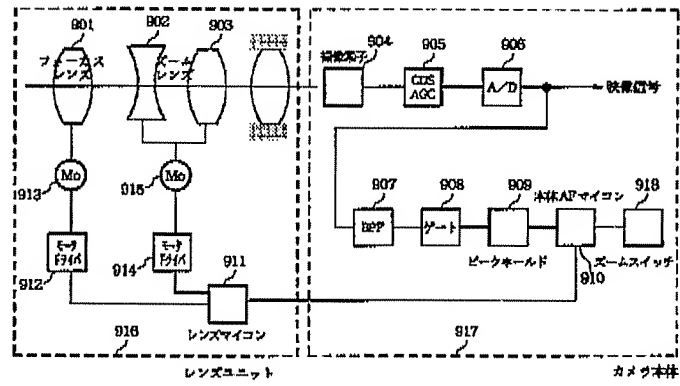 901
902
903
904
905
906
フォーカス
レンズ
ズーム
レンズ
撮像素子
CDS
AGC
A/D
映像信号
913
Mo
915
Mo
907
908
909
本体AFマイコン
918
BPF
ゲート
モータ
ドライバ
912
モータ
ドライバ
914
911
ピークホールド
910
ズームスイッチ
レンズマイコン
916
917
レンズユニット
カメラ本体